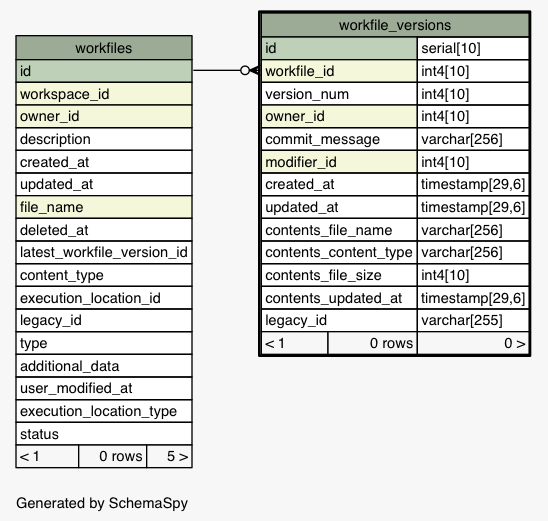 workfiles
id
workspace_id
owner_id
description
created_at
updated_at
file_name
deleted_at
latest_workfile_version_id
content_type
execution_location_id
legacy_id
type
additional_data
user_modified_at
execution_location_type
status
< 1 0 rows 5 >
workfile_versions
id serial[10]
workfile_id int4[10]
version_num int4[10]
owner_id int4[10]
commit_message varchar[256]
modifier_id int4[10]
created_at timestamp[29,6]
updated_at timestamp[29,6]
contents_file_name varchar[256]
contents_content_type varchar[256]
contents_file_size int4[10]
contents_updated_at timestamp[29,6]
legacy_id varchar[255]
< 1 0 rows 0 >
Generated by SchemaSpy